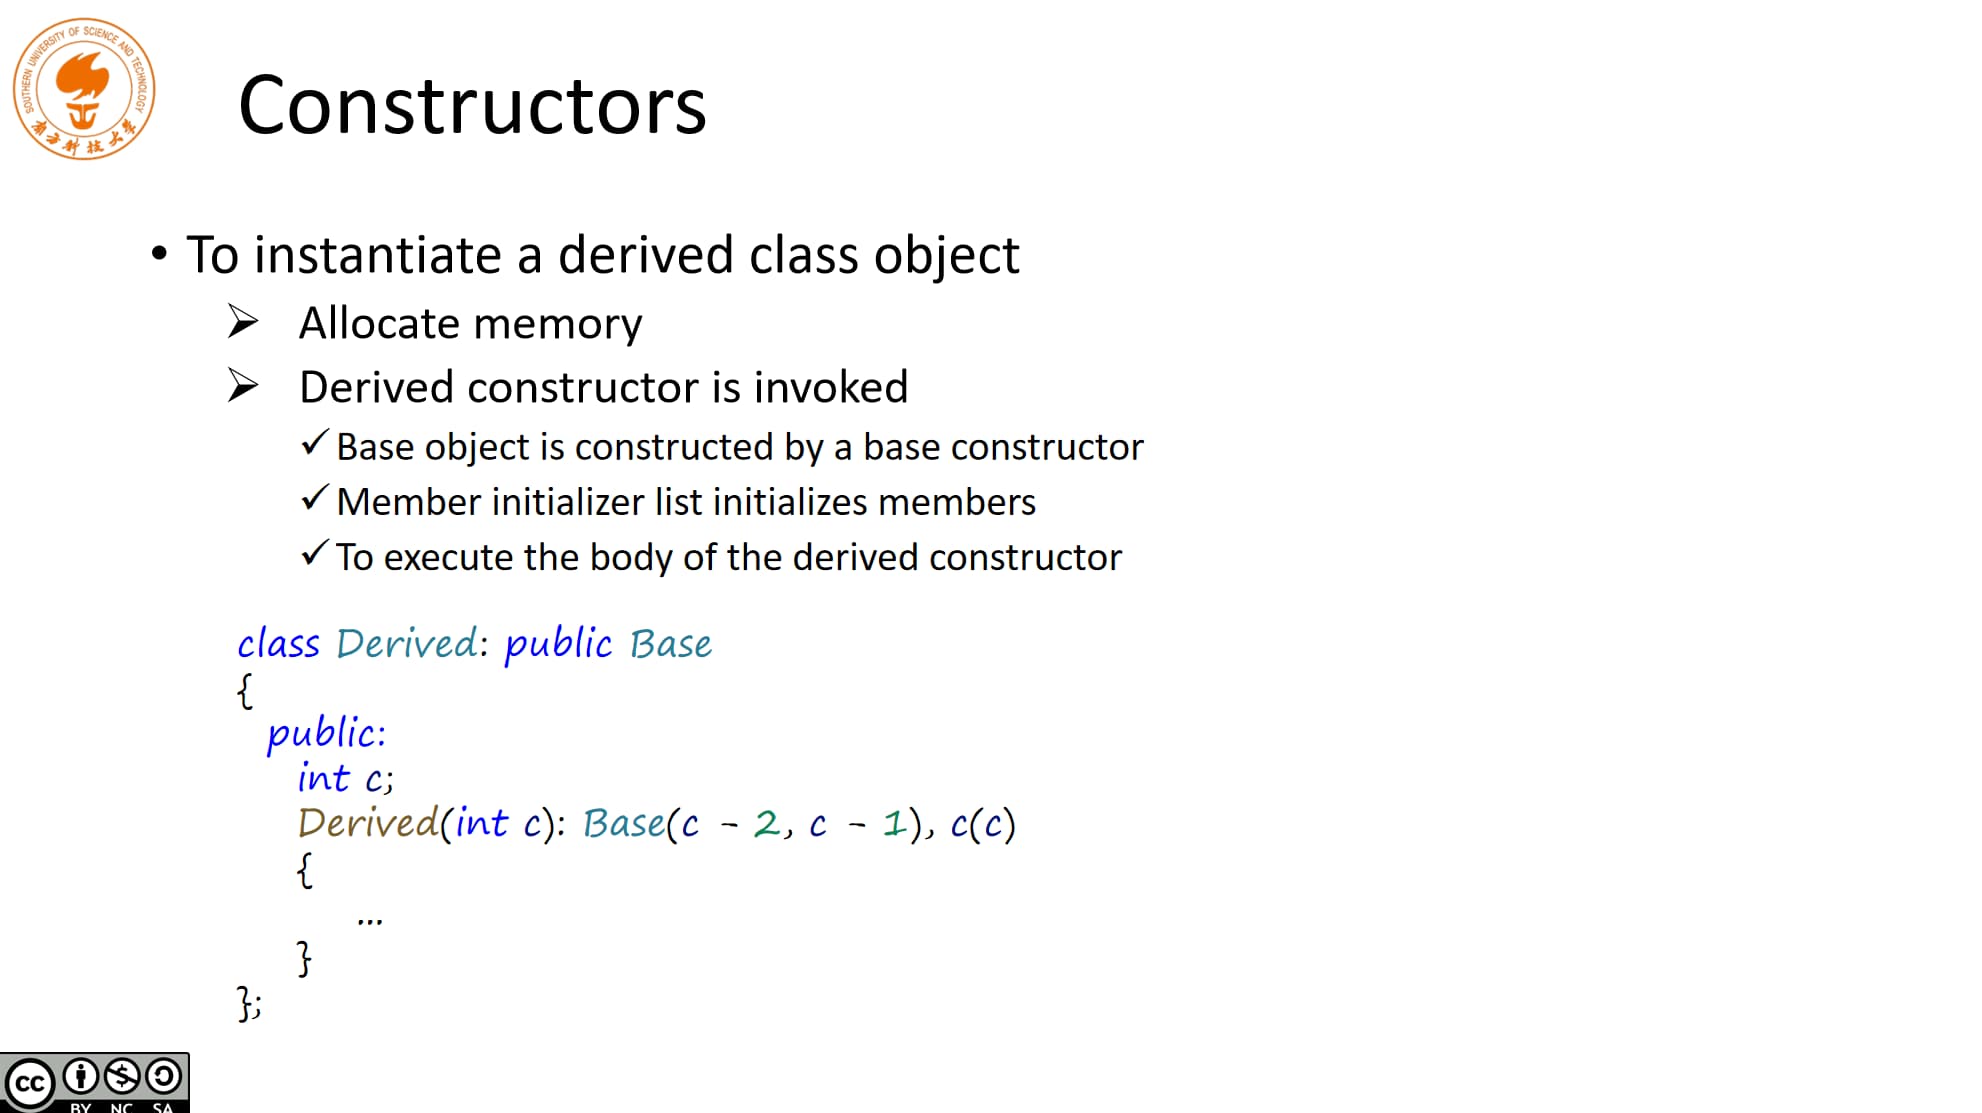 SOUTHERN UNIVERSITY OF SCIENCE AND TECHNOLOGY
南方科技大学
Constructors
• To instantiate a derived class object
➢ Allocate memory
➢ Derived constructor is invoked
✓ Base object is constructed by a base constructor
✓ Member initializer list initializes members
✓ To execute the body of the derived constructor
class Derived: public Base
{
public:
int c;
Derived(int c): Base(c - 2, c - 1), c(c)
{
...
}
};
cc
BY NC SA